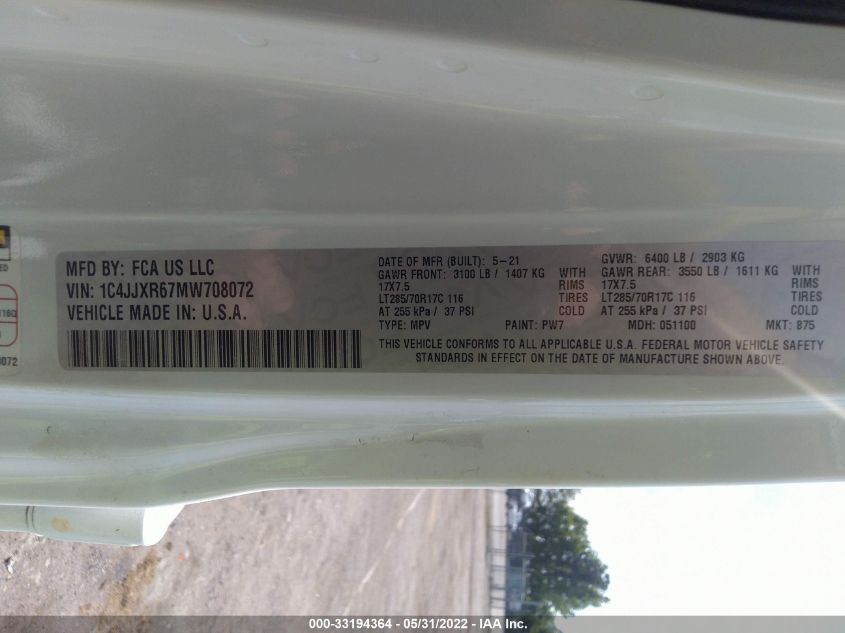 MFD BY: FCA US LLC
VIN: 1C4JJXR67MW708072
VEHICLE MADE IN: U.S.A.
DATE OF MFR (BUILT): 5-21 GVWR: 6400 LB / 2903 KG
GAWR FRONT: 3100 LB / 1407 KG WITH GAWR REAR: 3550 LB / 1611 KG WITH
17X7.5 RIMS 17X7.5 RIMS
LT285/70R17C 116 TIRES LT285/70R17C 116 TIRES
AT 255 kPa / 37 PSI COLD AT 255 kPa / 37 PSI COLD
TYPE: MPV PAINT: PW7 MDH: 051100 MKT: 875
THIS VEHICLE CONFORMS TO ALL APPLICABLE U.S.A. FEDERAL MOTOR VEHICLE SAFETY
STANDARDS IN EFFECT ON THE DATE OF MANUFACTURE SHOWN ABOVE.
000-33194364 - 05/31/2022 - IAA Inc.